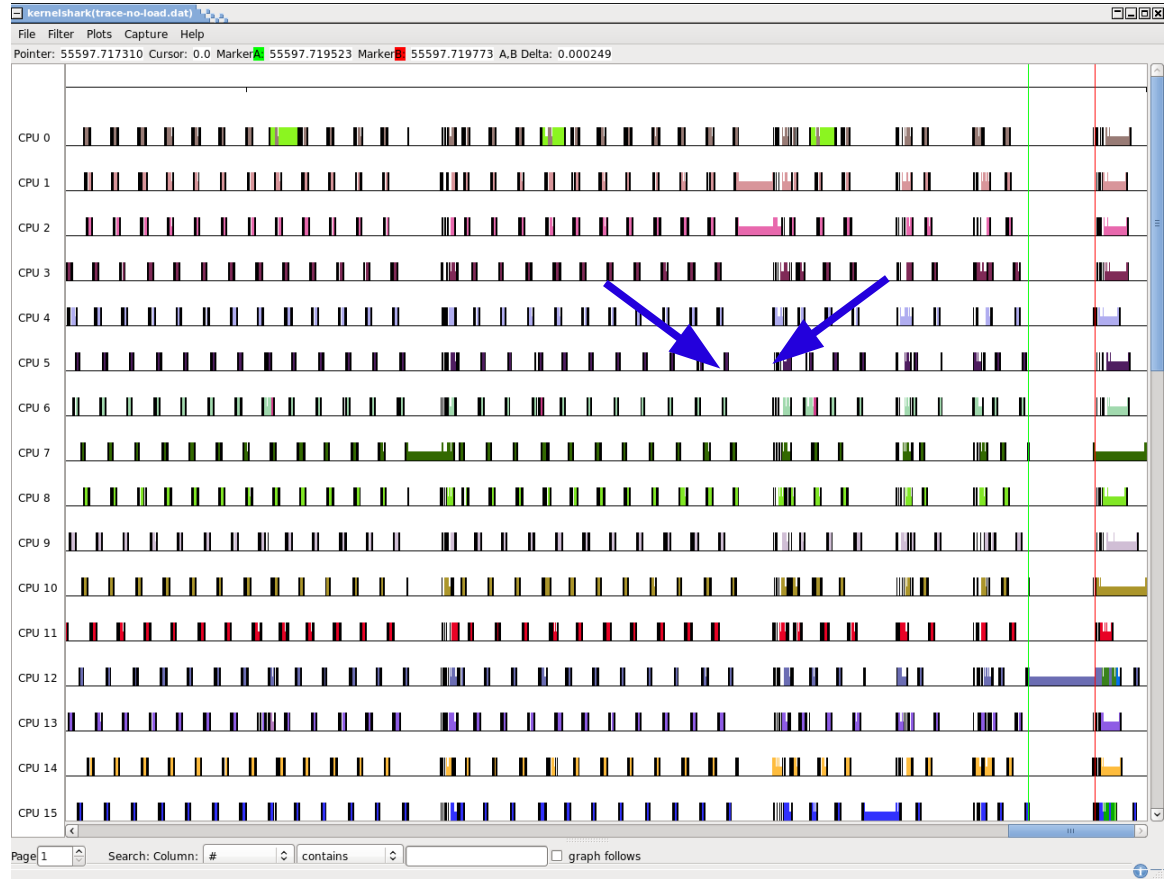 kernelshark(trace-no-load.dat)
File Filter Plots Capture Help
Pointer: 55597.717310 Cursor: 0.0 MarkerA: 55597.719523 MarkerB: 55597.719773 A,B Delta: 0.000249
CPU 0
CPU 1
CPU 2
CPU 3
CPU 4
CPU 5
CPU 6
CPU 7
CPU 8
CPU 9
CPU 10
CPU 11
CPU 12
CPU 13
CPU 14
CPU 15
Page 1 Search: Column: # contains graph follows